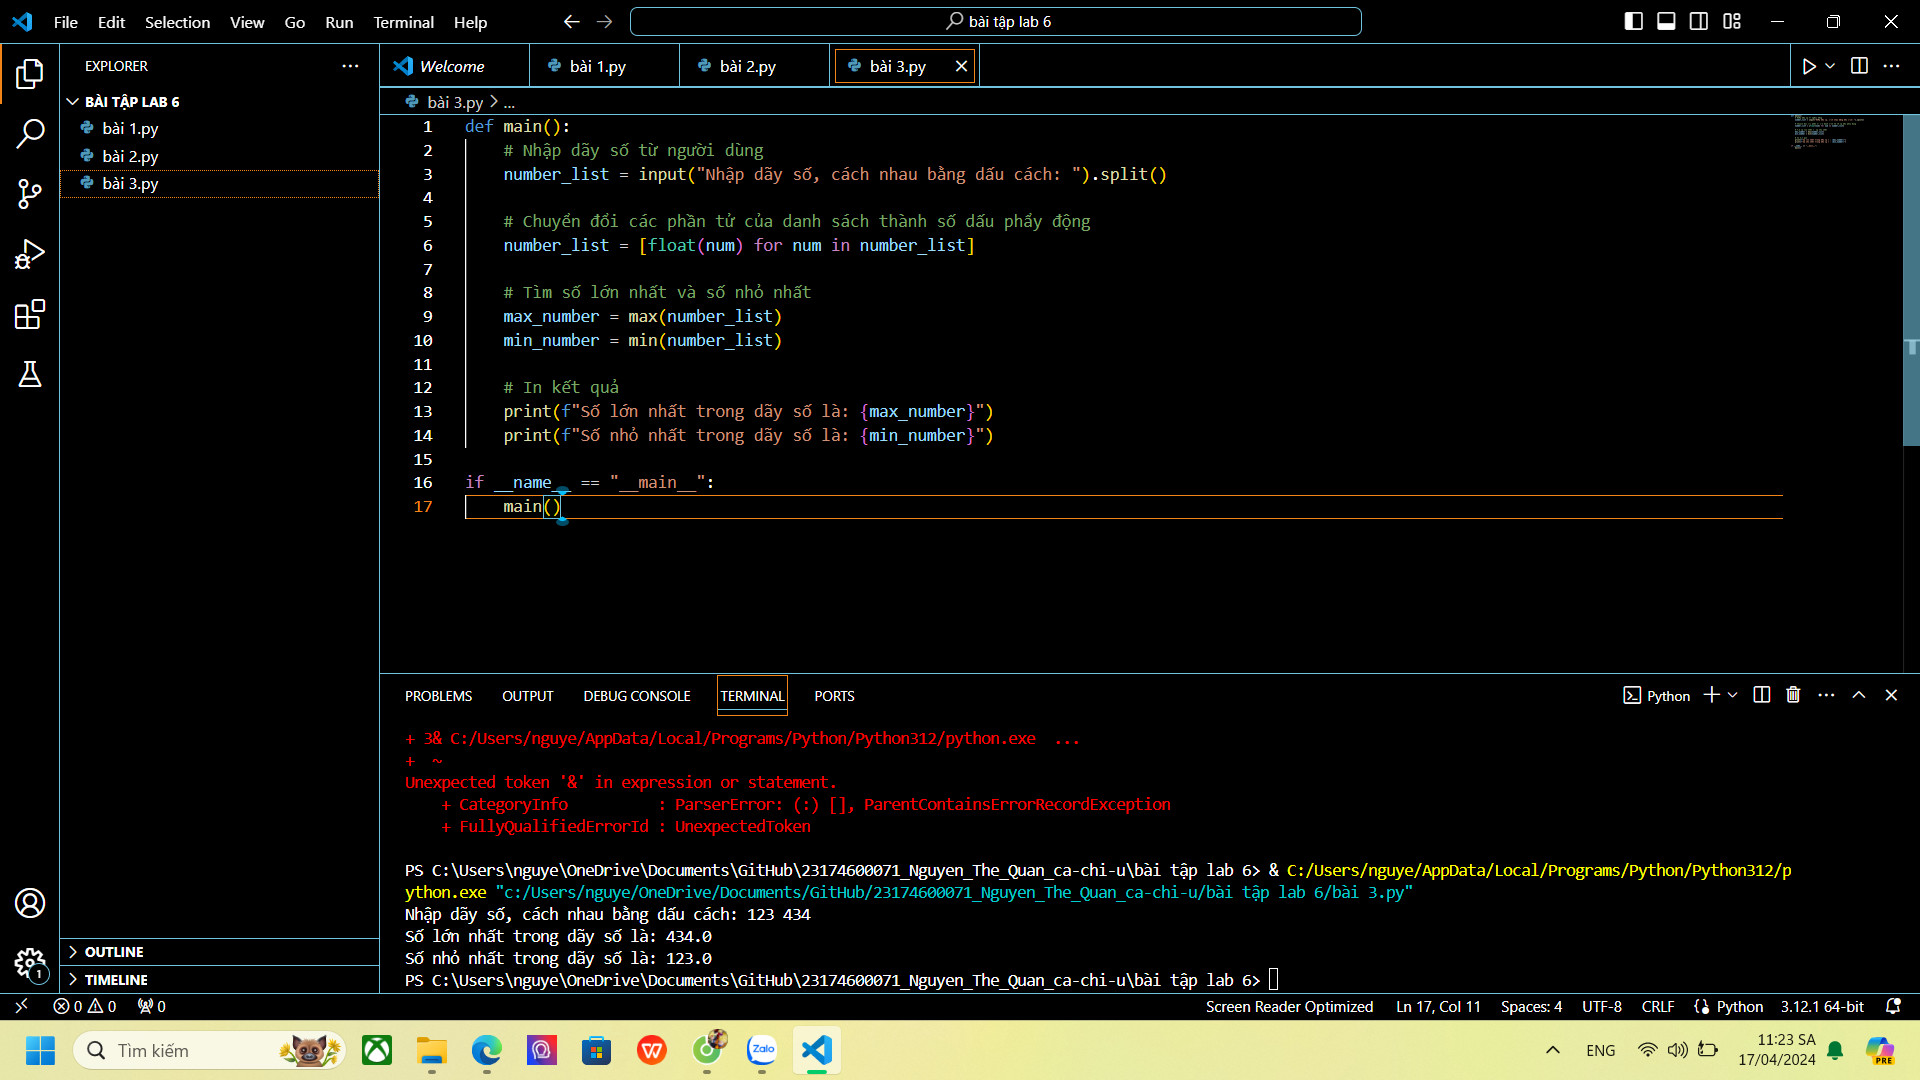 File Edit Selection View Go Run Terminal Help
bài tập lab 6
EXPLORER
BÀI TẬP LAB 6
bài 1.py
bài 2.py
bài 3.py
OUTLINE
TIMELINE
Welcome
bài 1.py
bài 2.py
bài 3.py
bài 3.py > ...
1 def main():
2 # Nhập dãy số từ người dùng
3 number_list = input("Nhập dãy số, cách nhau bằng dấu cách: ").split()
4
5 # Chuyển đổi các phần tử của danh sách thành số dấu phẩy động
6 number_list = [float(num) for num in number_list]
7
8 # Tìm số lớn nhất và số nhỏ nhất
9 max_number = max(number_list)
10 min_number = min(number_list)
11
12 # In kết quả
13 print(f"Số lớn nhất trong dãy số là: {max_number}")
14 print(f"Số nhỏ nhất trong dãy số là: {min_number}")
15
16 if __name__ == "__main__":
17 main()
PROBLEMS OUTPUT DEBUG CONSOLE TERMINAL PORTS
Python
+ 3& C:/Users/nguye/AppData/Local/Programs/Python/Python312/python.exe ...
+ ~
Unexpected token '&' in expression or statement.
+ CategoryInfo : ParserError: (:) [], ParentContainsErrorRecordException
+ FullyQualifiedErrorId : UnexpectedToken
PS C:\Users\nguye\OneDrive\Documents\GitHub\23174600071_Nguyen_The_Quan_ca-chi-u\bài tập lab 6> & C:/Users/nguye/AppData/Local/Programs/Python/Python312/p
ython.exe "c:/Users/nguye/OneDrive/Documents/GitHub/23174600071_Nguyen_The_Quan_ca-chi-u/bài tập lab 6/bài 3.py"
Nhập dãy số, cách nhau bằng dấu cách: 123 434
Số lớn nhất trong dãy số là: 434.0
Số nhỏ nhất trong dãy số là: 123.0
PS C:\Users\nguye\OneDrive\Documents\GitHub\23174600071_Nguyen_The_Quan_ca-chi-u\bài tập lab 6>
1
0 0 0
Screen Reader Optimized Ln 17, Col 11 Spaces: 4 UTF-8 CRLF Python 3.12.1 64-bit
Tìm kiếm
Zalo
ENG
11:23 SA
17/04/2024
PRE